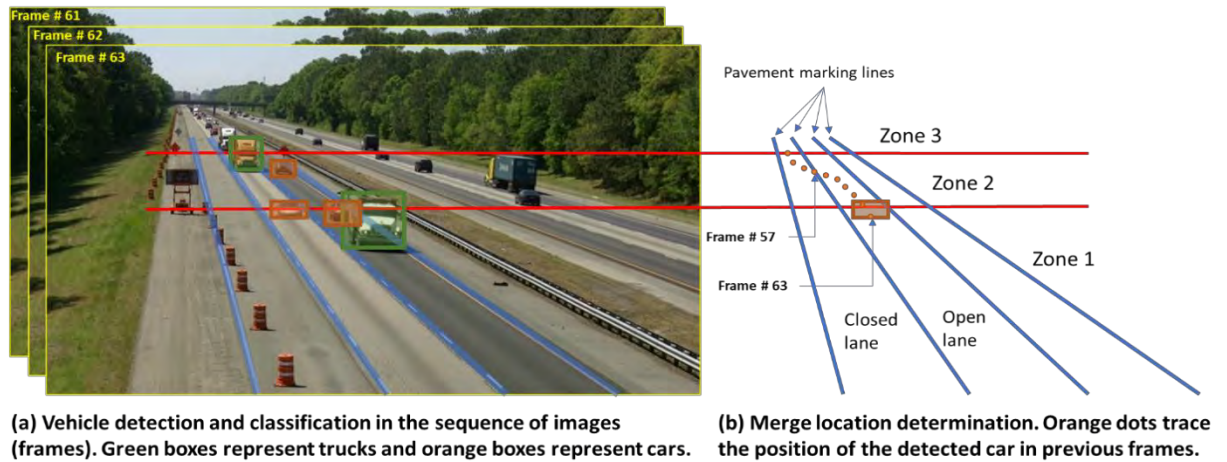 Frame # 61
Frame # 62
Frame # 63
Pavement marking lines
Zone 3
Zone 2
Frame # 57
Zone 1
Frame # 63
Closed
lane
Open
lane
(a) Vehicle detection and classification in the sequence of images
(frames). Green boxes represent trucks and orange boxes represent cars.
(b) Merge location determination. Orange dots trace
the position of the detected car in previous frames.